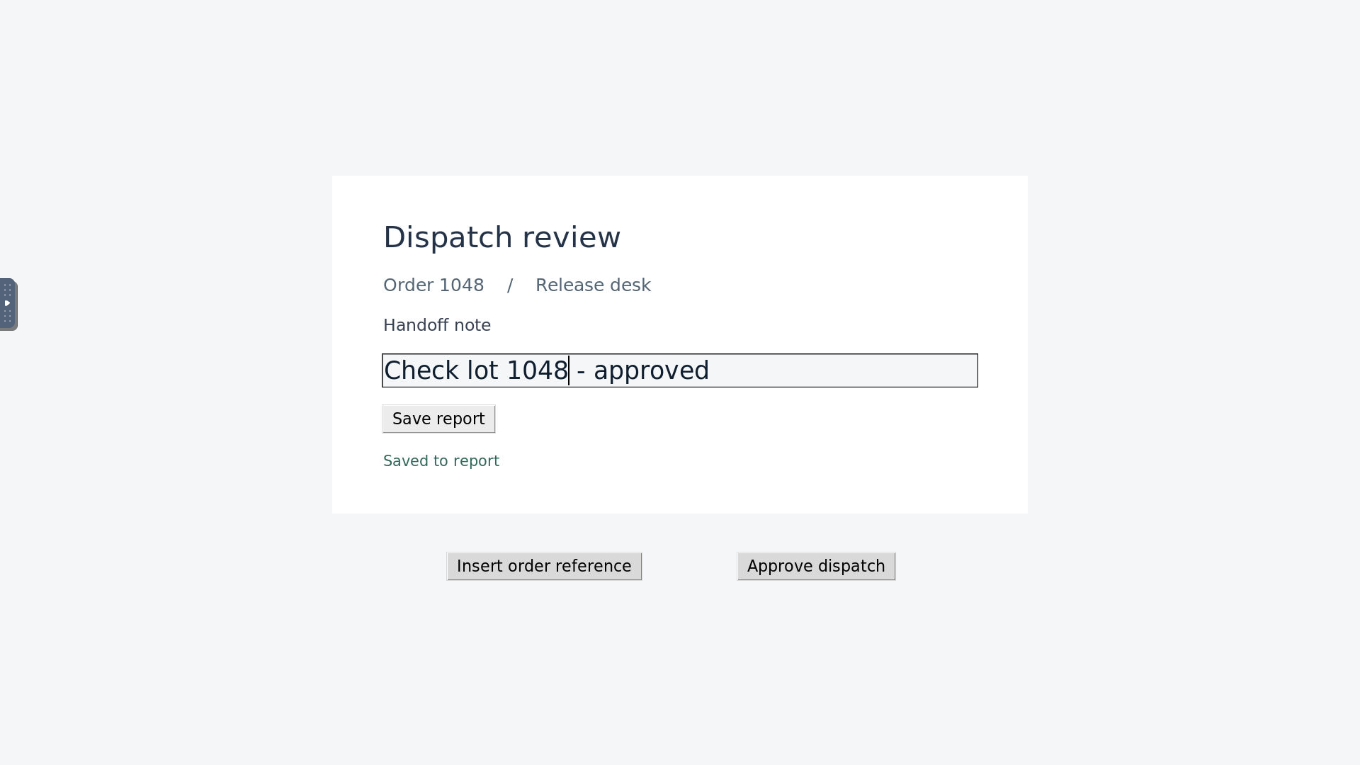 Dispatch review
Order 1048 / Release desk
Handoff note
Check lot 1048 - approved
Save report
Saved to report
Insert order reference Approve dispatch